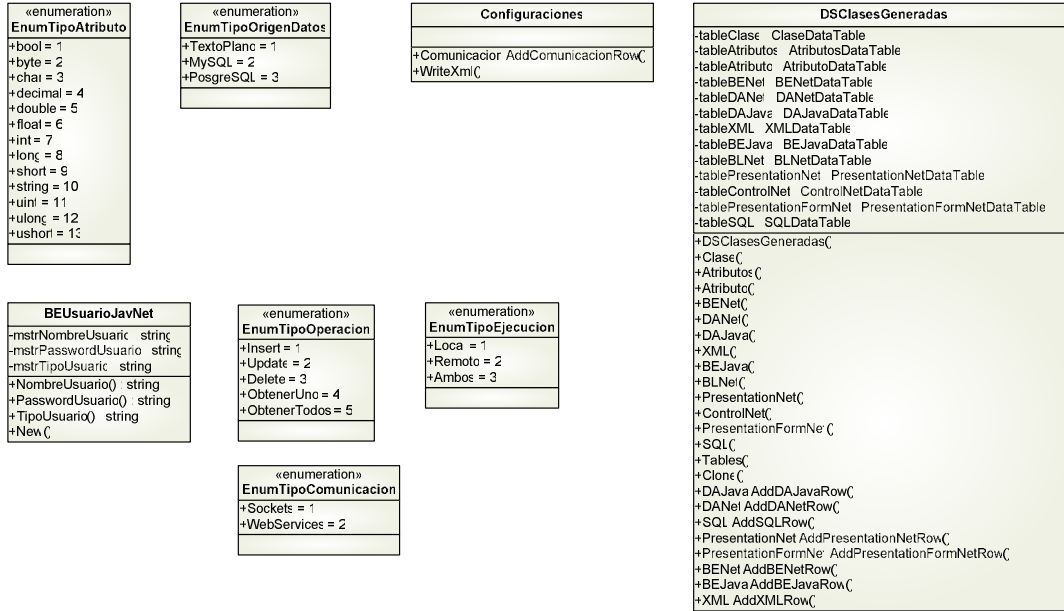 «enumeration»
EnumTipoAtributo
+bool = 1
+byte = 2
+char = 3
+decimal = 4
+double = 5
+float = 6
+int = 7
+long = 8
+short = 9
+string = 10
+uint = 11
+ulong = 12
+ushort = 13
«enumeration»
EnumTipoOrigenDatos
+TextoPlano = 1
+MySQL = 2
+PosgreSQL = 3
Configuraciones
+Comunicacion AddComunicacionRow()
+WriteXml()
DSClasesGeneradas
-tableClase ClaseDataTable
-tableAtributos AtributosDataTable
-tableAtributo AtributoDataTable
-tableBENet BENetDataTable
-tableDANet DANetDataTable
-tableDAJava DAJavaDataTable
-tableXML XMLDataTable
-tableBEJava BEJavaDataTable
-tableBLNet BLNetDataTable
-tablePresentationNet PresentationNetDataTable
-tableControlNet ControlNetDataTable
-tablePresentationFormNet PresentationFormNetDataTable
-tableSQL SQLDataTable
+DSClasesGeneradas()
+Clase()
+Atributos()
+Atributo()
+BENet()
+DANet()
+DAJava()
+XML()
+BEJava()
+BLNet()
+PresentationNet()
+ControlNet()
+PresentationFormNet()
+SQL()
+Tables()
+Clone()
+DAJava AddDAJavaRow()
+DANet AddDANetRow()
+SQL AddSQLRow()
+PresentationNet AddPresentationNetRow()
+PresentationFormNet AddPresentationFormNetRow()
+BENet AddBENetRow()
+BEJava AddBEJavaRow()
+XML AddXMLRow()
BEUsuarioJavNet
-mstrNombreUsuario string
-mstrPasswordUsuario string
-mstrTipoUsuario string
+NombreUsuario() : string
+PasswordUsuario() : string
+TipoUsuario() string
+New()
«enumeration»
EnumTipoOperacion
+Insert = 1
+Update = 2
+Delete = 3
+ObtenerUno = 4
+ObtenerTodos = 5
«enumeration»
EnumTipoEjecucion
+Local = 1
+Remoto = 2
+Ambos = 3
«enumeration»
EnumTipoComunicacion
+Sockets = 1
+WebServices = 2